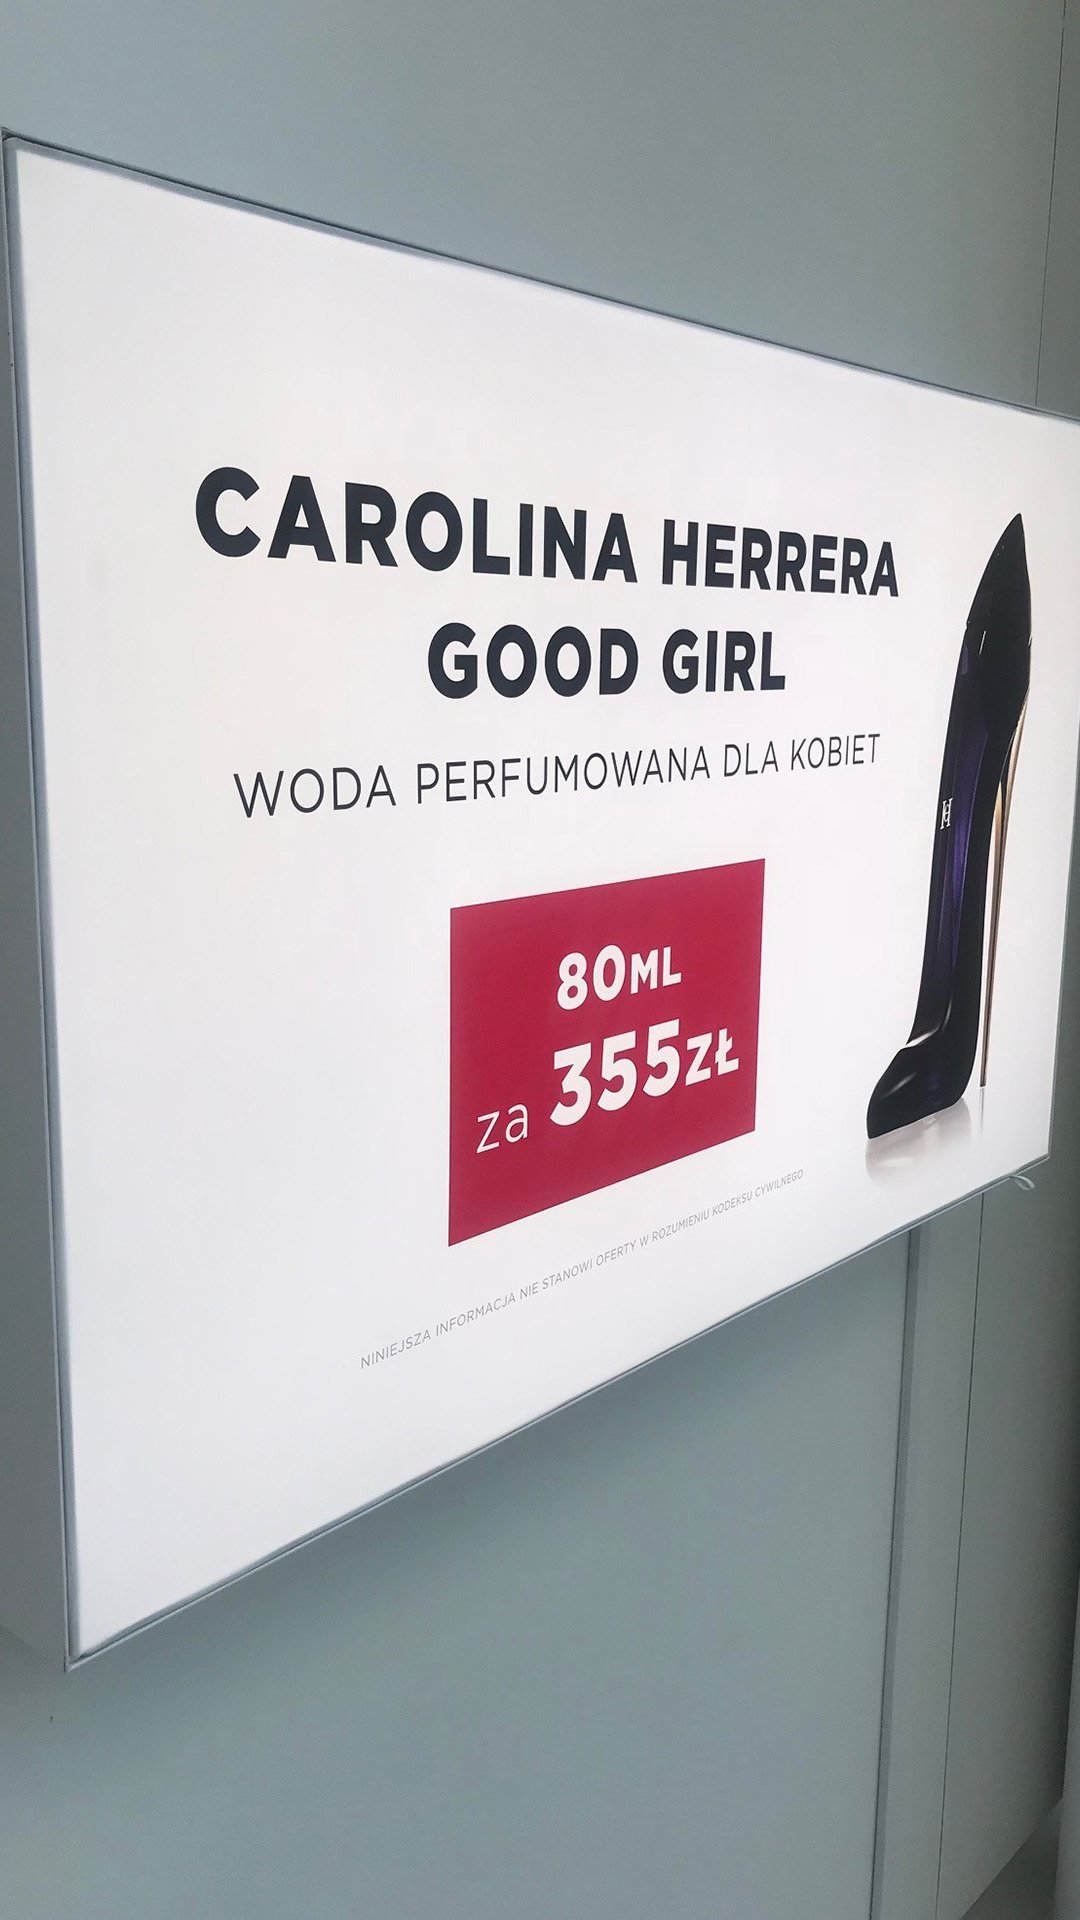 CAROLINA HERRERA
GOOD GIRL
WODA PERFUMOWANA DLA KOBIET
CH
80ML
za 355ZŁ
NINIEJSZA INFORMACJA NIE STANOWI OFERTY W ROZUMIENIU KODEKSU CYWILNEGO